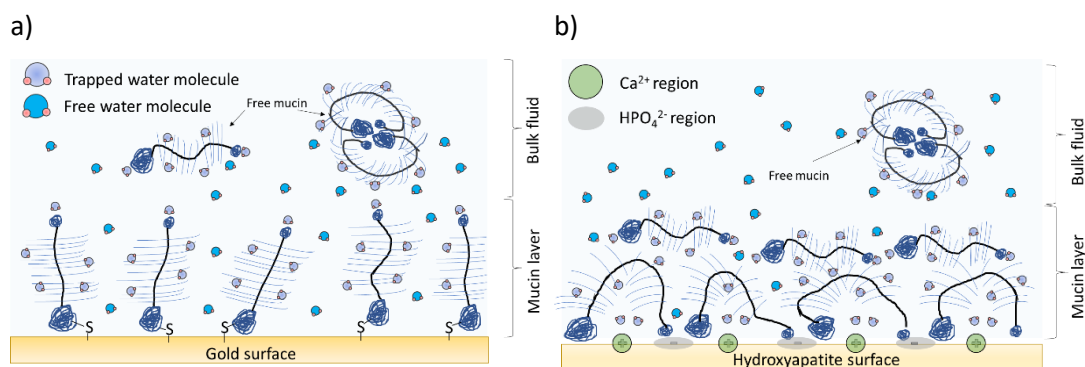 a)
Trapped water molecule
Free water molecule
Free mucin
Bulk fluid
Mucin layer
S
S
S
S
S
Gold surface
b)
Ca²⁺ region
HPO₄²⁻ region
Free mucin
Bulk fluid
Mucin layer
Hydroxyapatite surface